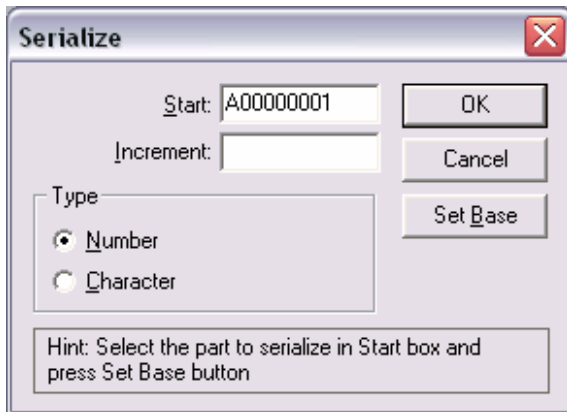 Serialize
Start: A00000001
OK
Increment:
Cancel
Type
Set Base
Number
Character
Hint: Select the part to serialize in Start box and
press Set Base button